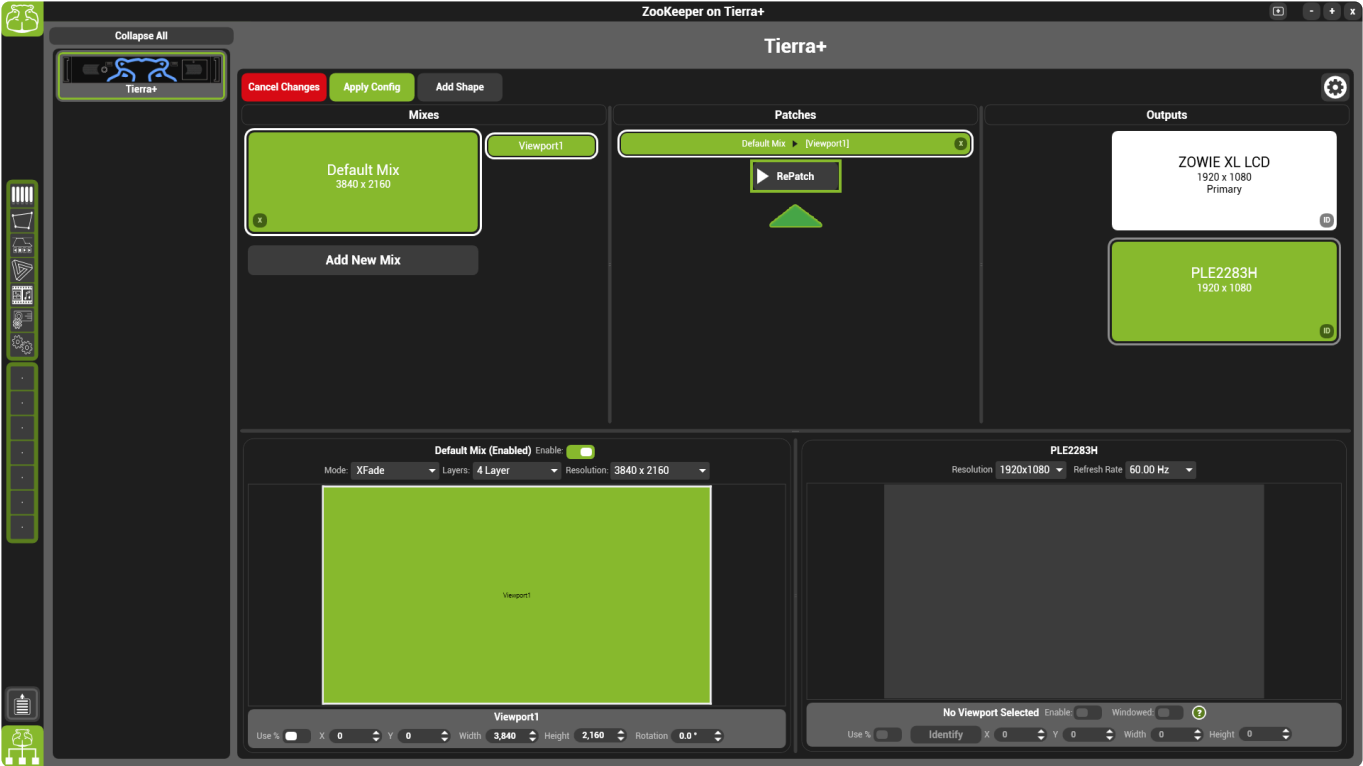 ZooKeeper on Tierra+
- + x
Collapse All
Tierra+
Tierra+
Cancel Changes
Apply Config
Add Shape
Mixes
Patches
Outputs
Default Mix
3840 x 2160
X
Viewport1
Add New Mix
Default Mix ▶ [Viewport1]
X
RePatch
ZOWIE XL LCD
1920 x 1080
Primary
ID
PLE2283H
1920 x 1080
ID
Default Mix (Enabled) Enable:
Mode: XFade Layers: 4 Layer Resolution: 3840 x 2160
Viewport1
Viewport1
Use % X 0 Y 0 Width 3,840 Height 2,160 Rotation 0.0 °
PLE2283H
Resolution 1920x1080 Refresh Rate 60.00 Hz
No Viewport Selected Enable: Windowed: ?
Use % Identify X 0 Y 0 Width 0 Height 0